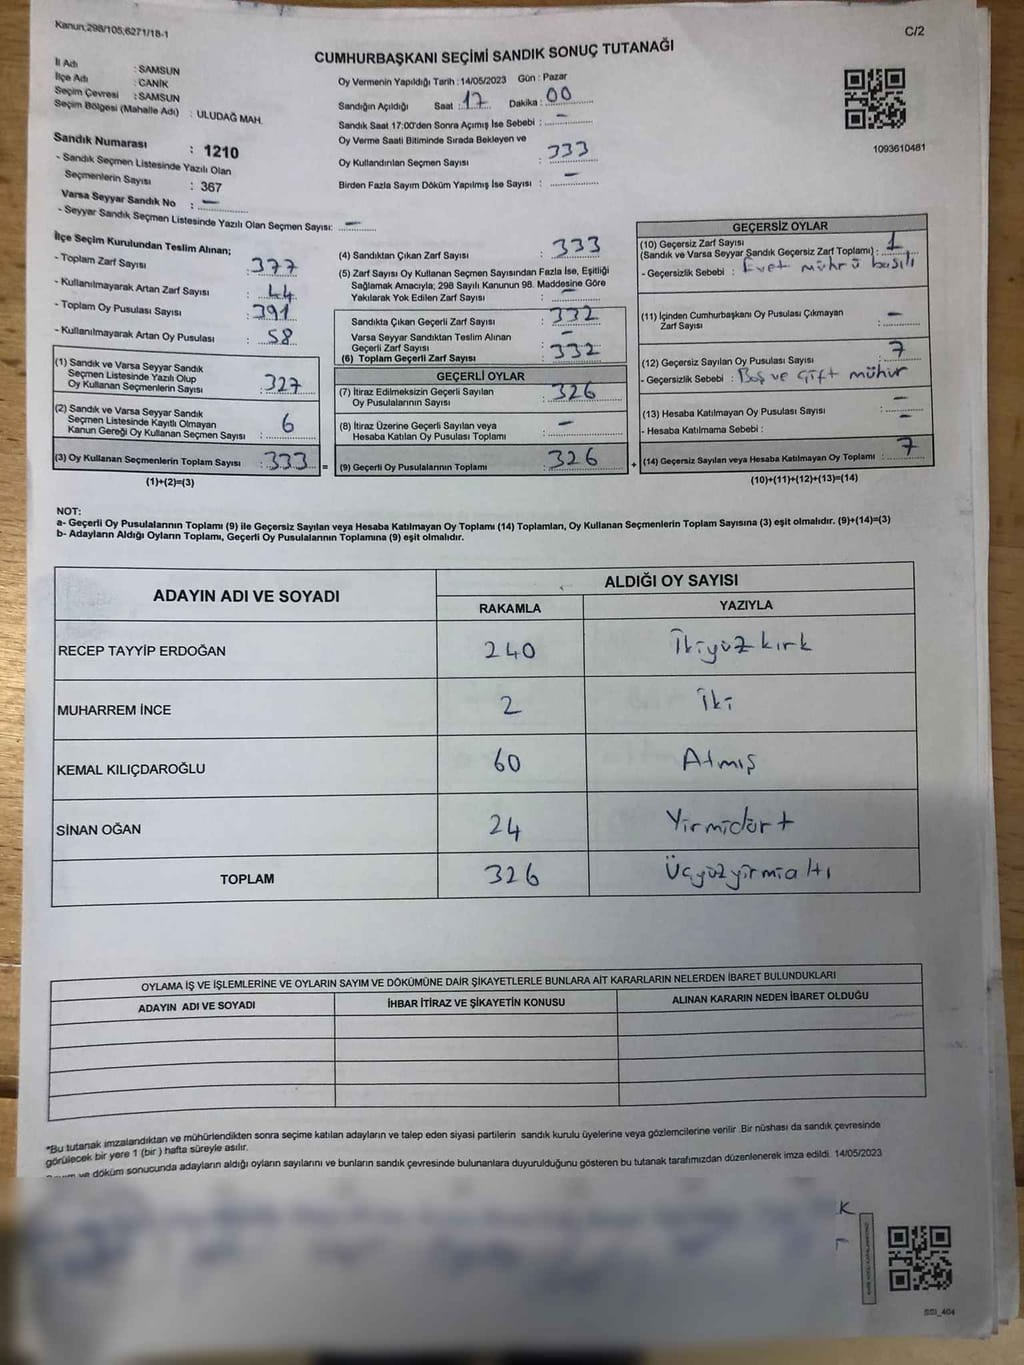 Kanun;298/105,6271/18-1
C/2
CUMHURBAŞKANI SEÇİMİ SANDIK SONUÇ TUTANAĞI
İl Adı : SAMSUN
İlçe Adı : CANİK
Seçim Çevresi : SAMSUN
Seçim Bölgesi (Mahalle Adı) : ULUDAĞ MAH.
Sandık Numarası : 1210
- Sandık Seçmen Listesinde Yazılı Olan
Seçmenlerin Sayısı : 367
Varsa Seyyar Sandık No : —
- Seyyar Sandık Seçmen Listesinde Yazılı Olan Seçmen Sayısı: —
Oy Vermenin Yapıldığı Tarih : 14/05/2023 Gün : Pazar
Sandığın Açıldığı Saat : 17 Dakika : 00
Sandık Saat 17:00'den Sonra Açımış İse Sebebi : —
Oy Verme Saati Bitiminde Sırada Bekleyen ve
Oy Kullandırılan Seçmen Sayısı : 333
Birden Fazla Sayım Döküm Yapılmış İse Sayısı : —
1093610481
İlçe Seçim Kurulundan Teslim Alınan;
- Toplam Zarf Sayısı : 377
- Kullanılmayarak Artan Zarf Sayısı : 44
- Toplam Oy Pusulası Sayısı : 391
- Kullanılmayarak Artan Oy Pusulası : 58
(1) Sandık ve Varsa Seyyar Sandık
Seçmen Listesinde Yazılı Olup
Oy Kullanan Seçmenlerin Sayısı : 327
(2) Sandık ve Varsa Seyyar Sandık
Seçmen Listesinde Kayıtlı Olmayan
Kanun Gereği Oy Kullanan Seçmen Sayısı : 6
(3) Oy Kullanan Seçmenlerin Toplam Sayısı : 333 =
(1)+(2)=(3)
(4) Sandıktan Çıkan Zarf Sayısı : 333
(5) Zarf Sayısı Oy Kullanan Seçmen Sayısından Fazla İse, Eşitliği
Sağlamak Amacıyla; 298 Sayılı Kanunun 98. Maddesine Göre
Yakılarak Yok Edilen Zarf Sayısı : —
Sandıkta Çıkan Geçerli Zarf Sayısı : 332
Varsa Seyyar Sandıktan Teslim Alınan
Geçerli Zarf Sayısı : —
(6) Toplam Geçerli Zarf Sayısı : 332
GEÇERLİ OYLAR
(7) İtiraz Edilmeksizin Geçerli Sayılan
Oy Pusulalarının Sayısı : 326
(8) İtiraz Üzerine Geçerli Sayılan veya
Hesaba Katılan Oy Pusulası Toplamı : —
(9) Geçerli Oy Pusulalarının Toplamı : 326 +
GEÇERSİZ OYLAR
(10) Geçersiz Zarf Sayısı
(Sandık ve Varsa Seyyar Sandık Geçersiz Zarf Toplamı) : 1
- Geçersizlik Sebebi : Evet mührü basılı
(11) İçinden Cumhurbaşkanı Oy Pusulası Çıkmayan
Zarf Sayısı : —
(12) Geçersiz Sayılan Oy Pusulası Sayısı : 7
- Geçersizlik Sebebi : Boş ve Çift mühür
(13) Hesaba Katılmayan Oy Pusulası Sayısı : —
- Hesaba Katılmama Sebebi : —
(14) Geçersiz Sayılan veya Hesaba Katılmayan Oy Toplamı : 7
(10)+(11)+(12)+(13)=(14)
NOT:
a- Geçerli Oy Pusulalarının Toplamı (9) ile Geçersiz Sayılan veya Hesaba Katılmayan Oy Toplamı (14) Toplamları, Oy Kullanan Seçmenlerin Toplam Sayısına (3) eşit olmalıdır. (9)+(14)=(3)
b- Adayların Aldığı Oyların Toplamı, Geçerli Oy Pusulalarının Toplamına (9) eşit olmalıdır.
ADAYIN ADI VE SOYADI ALDIĞI OY SAYISI
RAKAMLA YAZIYLA
RECEP TAYYİP ERDOĞAN 240 İkiyüzkırk
MUHARREM İNCE 2 İki
KEMAL KILIÇDAROĞLU 60 Atmış
SİNAN OĞAN 24 Yirmidört
TOPLAM 326 Üçyüzyirmialtı
OYLAMA İŞ VE İŞLEMLERİNE VE OYLARIN SAYIM VE DÖKÜMÜNE DAİR ŞİKAYETLERLE BUNLARA AİT KARARLARIN NELERDEN İBARET BULUNDUKLARI
ADAYIN ADI VE SOYADI İHBAR İTİRAZ VE ŞİKAYETİN KONUSU ALINAN KARARIN NEDEN İBARET OLDUĞU
*Bu tutanak imzalandıktan ve mühürlendikten sonra seçime katılan adayların ve talep eden siyasi partilerin sandık kurulu üyelerine veya gözlemcilerine verilir .Bir nüshası da sandık çevresinde
görülecek bir yere 1 (bir ) hafta süreyle asılır.
ve döküm sonucunda adayların aldığı oyların sayılarını ve bunların sandık çevresinde bulunanlara duyurulduğunu gösteren bu tutanak tarafımızdan düzenlenerek imza edildi. 14/05/2023
K
SSI_404